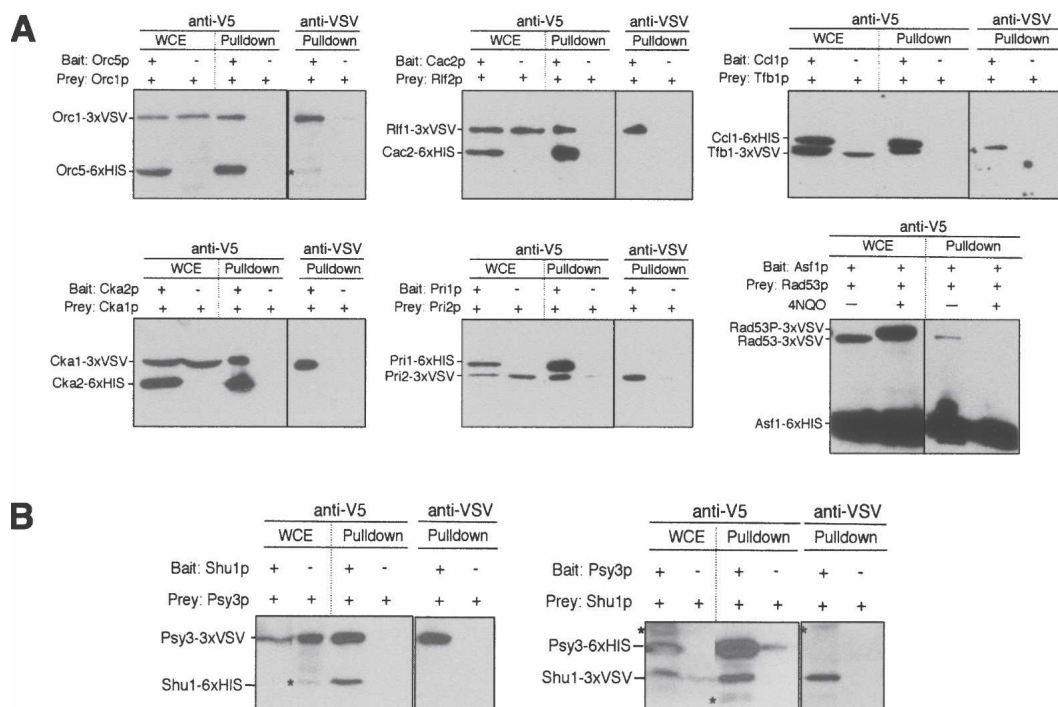 A
anti-V5 anti-VSV
WCE Pulldown Pulldown
Bait: Orc5p + - + - + -
Prey: Orc1p + + + + + +
Orc1-3xVSV
Orc5-6xHIS *
anti-V5 anti-VSV
WCE Pulldown Pulldown
Bait: Cac2p + - + - + -
Prey: Rlf2p + + + + + +
Rlf1-3xVSV
Cac2-6xHIS
anti-V5 anti-VSV
WCE Pulldown Pulldown
Bait: Ccl1p + - + - + -
Prey: Tfb1p + + + + + +
Ccl1-6xHIS
Tfb1-3xVSV
anti-V5 anti-VSV
WCE Pulldown Pulldown
Bait: Cka2p + - + - + -
Prey: Cka1p + + + + + +
Cka1-3xVSV
Cka2-6xHIS
anti-V5 anti-VSV
WCE Pulldown Pulldown
Bait: Pri1p + - + - + -
Prey: Pri2p + + + + + +
Pri1-6xHIS
Pri2-3xVSV
anti-V5
WCE Pulldown
Bait: Asf1p + + + +
Prey: Rad53p + + + +
4NQO — + — +
Rad53P-3xVSV
Rad53-3xVSV
Asf1-6xHIS
B
anti-V5 anti-VSV
WCE Pulldown Pulldown
Bait: Shu1p + - + - + -
Prey: Psy3p + + + + + +
Psy3-3xVSV
Shu1-6xHIS *
anti-V5 anti-VSV
WCE Pulldown Pulldown
Bait: Psy3p + - + - + -
Prey: Shu1p + + + + + +
* *
Psy3-6xHIS
Shu1-3xVSV
*